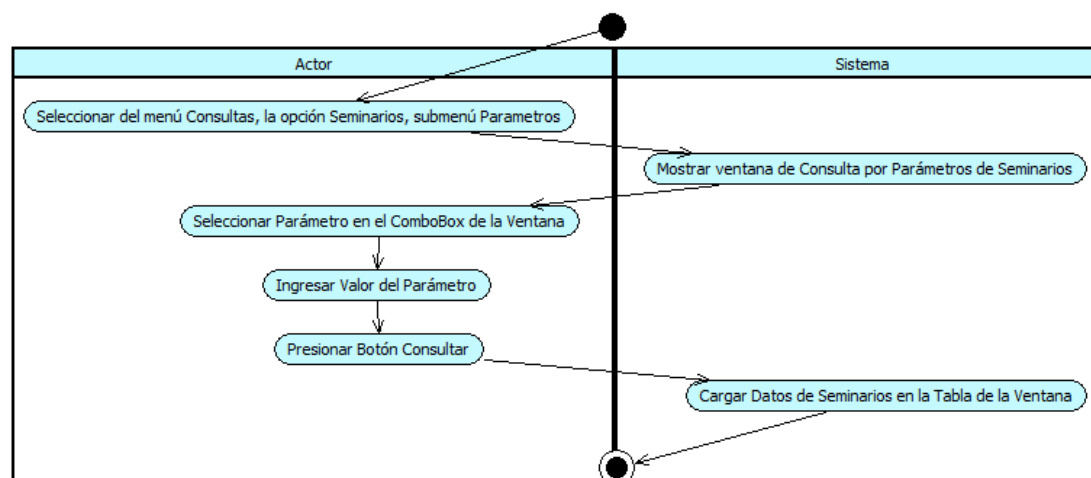 Actor
Sistema
Seleccionar del menú Consultas, la opción Seminarios, submenú Parametros
Mostrar ventana de Consulta por Parámetros de Seminarios
Seleccionar Parámetro en el ComboBox de la Ventana
Ingresar Valor del Parámetro
Presionar Botón Consultar
Cargar Datos de Seminarios en la Tabla de la Ventana